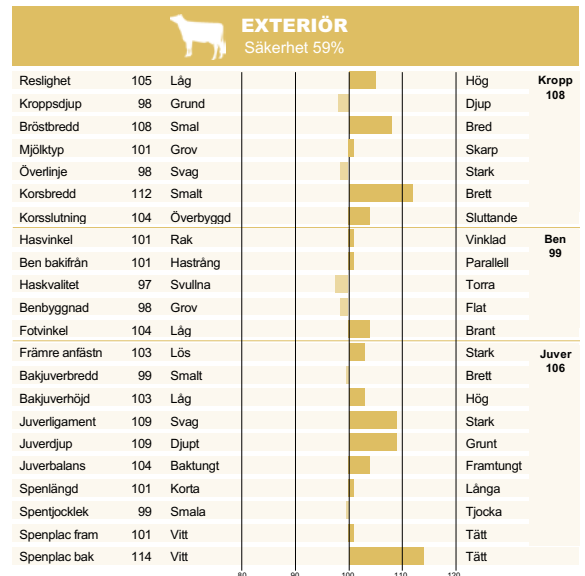 EXTERIÖR
Säkerhet 59%
Reslighet 105 Låg Hög Kropp
108
Kroppsdjup 98 Grund Djup
Bröstbredd 108 Smal Bred
Mjölktyp 101 Grov Skarp
Överlinje 98 Svag Stark
Korsbredd 112 Smalt Brett
Korsslutning 104 Överbyggd Sluttande
Hasvinkel 101 Rak Vinklad Ben
99
Ben bakifrån 101 Hastrång Parallell
Haskvalitet 97 Svullna Torra
Benbyggnad 98 Grov Flat
Fotvinkel 104 Låg Brant
Främre anfästn 103 Lös Stark Juver
106
Bakjuverbredd 99 Smalt Brett
Bakjuverhöjd 103 Låg Hög
Juverligament 109 Svag Stark
Juverdjup 109 Djupt Grunt
Juverbalans 104 Baktungt Framtungt
Spenlängd 101 Korta Långa
Spentjocklek 99 Smala Tjocka
Spenplac fram 101 Vitt Tätt
Spenplac bak 114 Vitt Tätt
80 90 100 110 120